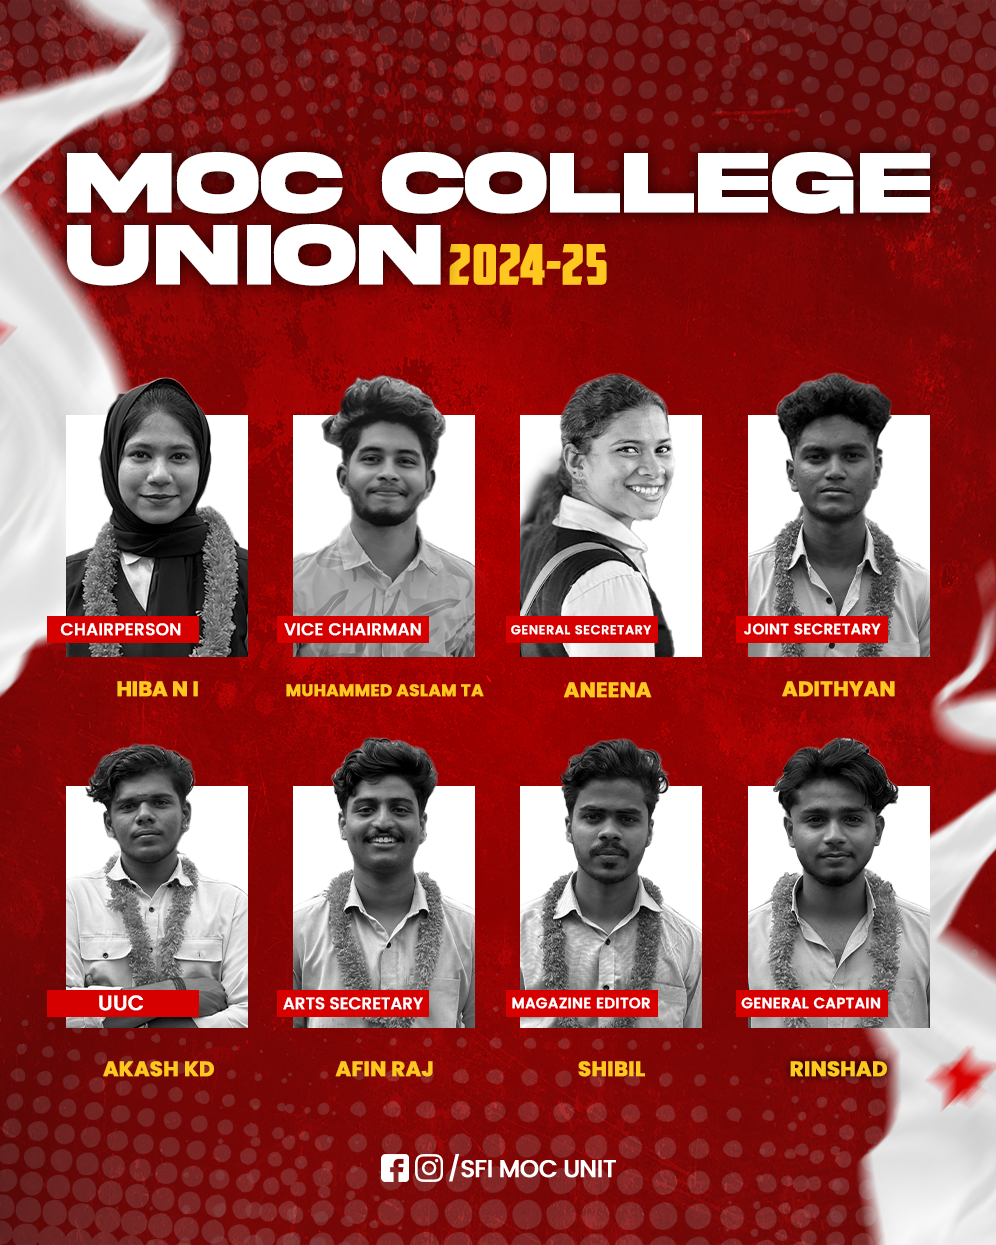 MOC COLLEGE
UNION 2024-25
CHAIRPERSON
HIBA N I
VICE CHAIRMAN
MUHAMMED ASLAM TA
GENERAL SECRETARY
ANEENA
JOINT SECRETARY
ADITHYAN
UUC
AKASH KD
ARTS SECRETARY
AFIN RAJ
MAGAZINE EDITOR
SHIBIL
GENERAL CAPTAIN
RINSHAD
/SFI MOC UNIT